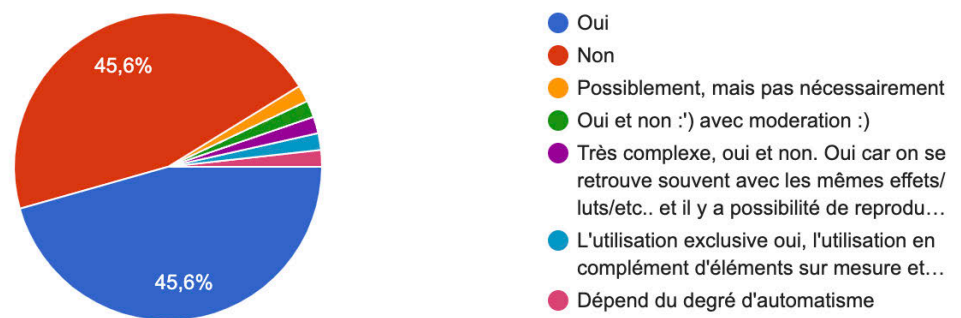 45,6%
45,6%
Oui
Non
Possiblement, mais pas nécessairement
Oui et non :') avec moderation :)
Très complexe, oui et non. Oui car on se
retrouve souvent avec les mêmes effets/
luts/etc.. et il y a possibilité de reprodu…
L'utilisation exclusive oui, l'utilisation en
complément d'éléments sur mesure et…
Dépend du degré d'automatisme